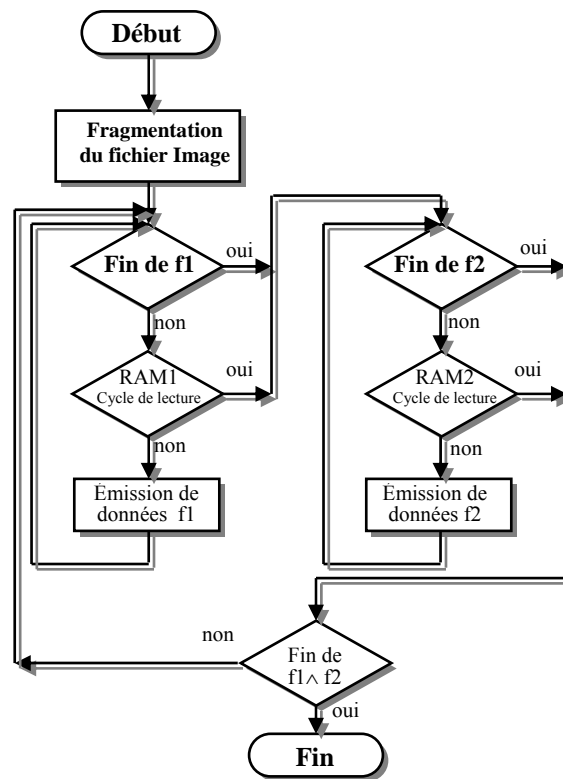 Début
Fragmentation
du fichier Image
Fin de f1
oui
non
RAM1
Cycle de lecture
oui
non
Émission de
données f1
Fin de f2
oui
non
RAM2
Cycle de lecture
oui
non
Émission de
données f2
non
Fin de
f1∧ f2
oui
Fin